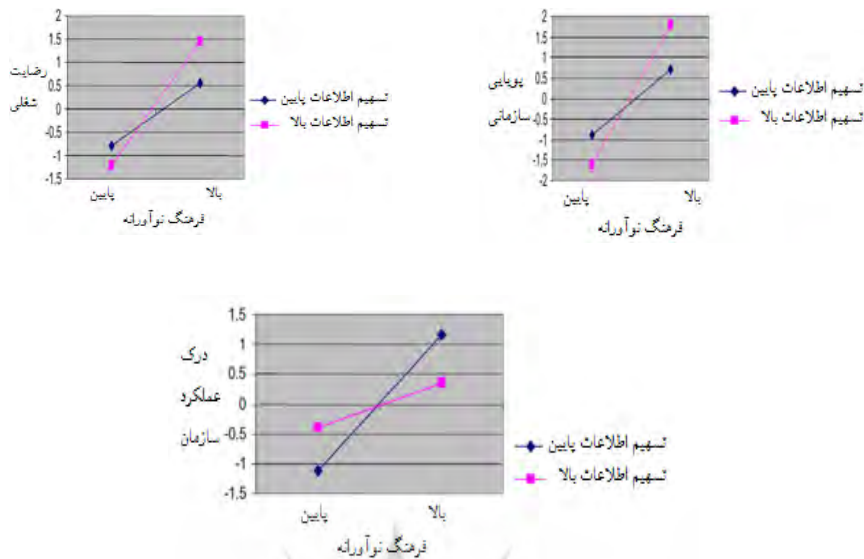 2
1.5
1
0.5
0
-0.5
-1
-1.5
رضایت
شغلی
پایین
بالا
فرهنگ نوآورانه
تسهیم اطلاعات پایین
تسهیم اطلاعات بالا
2
1.5
1
0.5
0
-0.5
-1
-1.5
-2
پویایی
سازمانی
پایین
بالا
فرهنگ نوآورانه
تسهیم اطلاعات پایین
تسهیم اطلاعات بالا
1.5
1
0.5
0
-0.5
-1
-1.5
درک
عملکرد
سازمان
پایین
بالا
فرهنگ نوآورانه
تسهیم اطلاعات پایین
تسهیم اطلاعات بالا